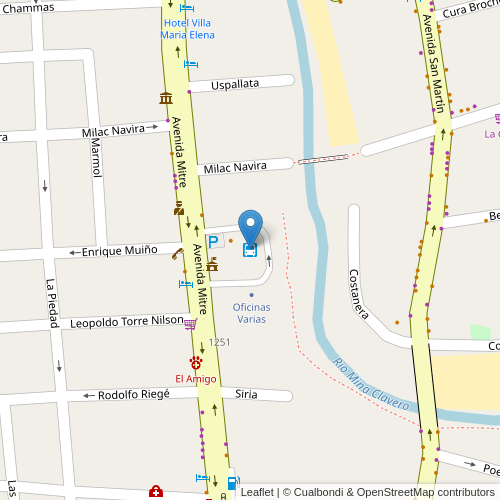 Chammas
Cura Broche
Hotel Villa
Maria Elena
Avenida San Martín
Uspallata
Milac Navira
Avenida Mitre
Marmol
La
Milac Navira
Be
P
Enrique Muiño
Avenida Mitre
La Piedad
Costanera
Oficinas
Varias
Leopoldo Torre Nilson
1251
Co
Río Mina Clavero
El Amigo
Rodolfo Riegé
Siria
Poe
Las
Leaflet | © Cualbondi & OpenStreetMap contributors